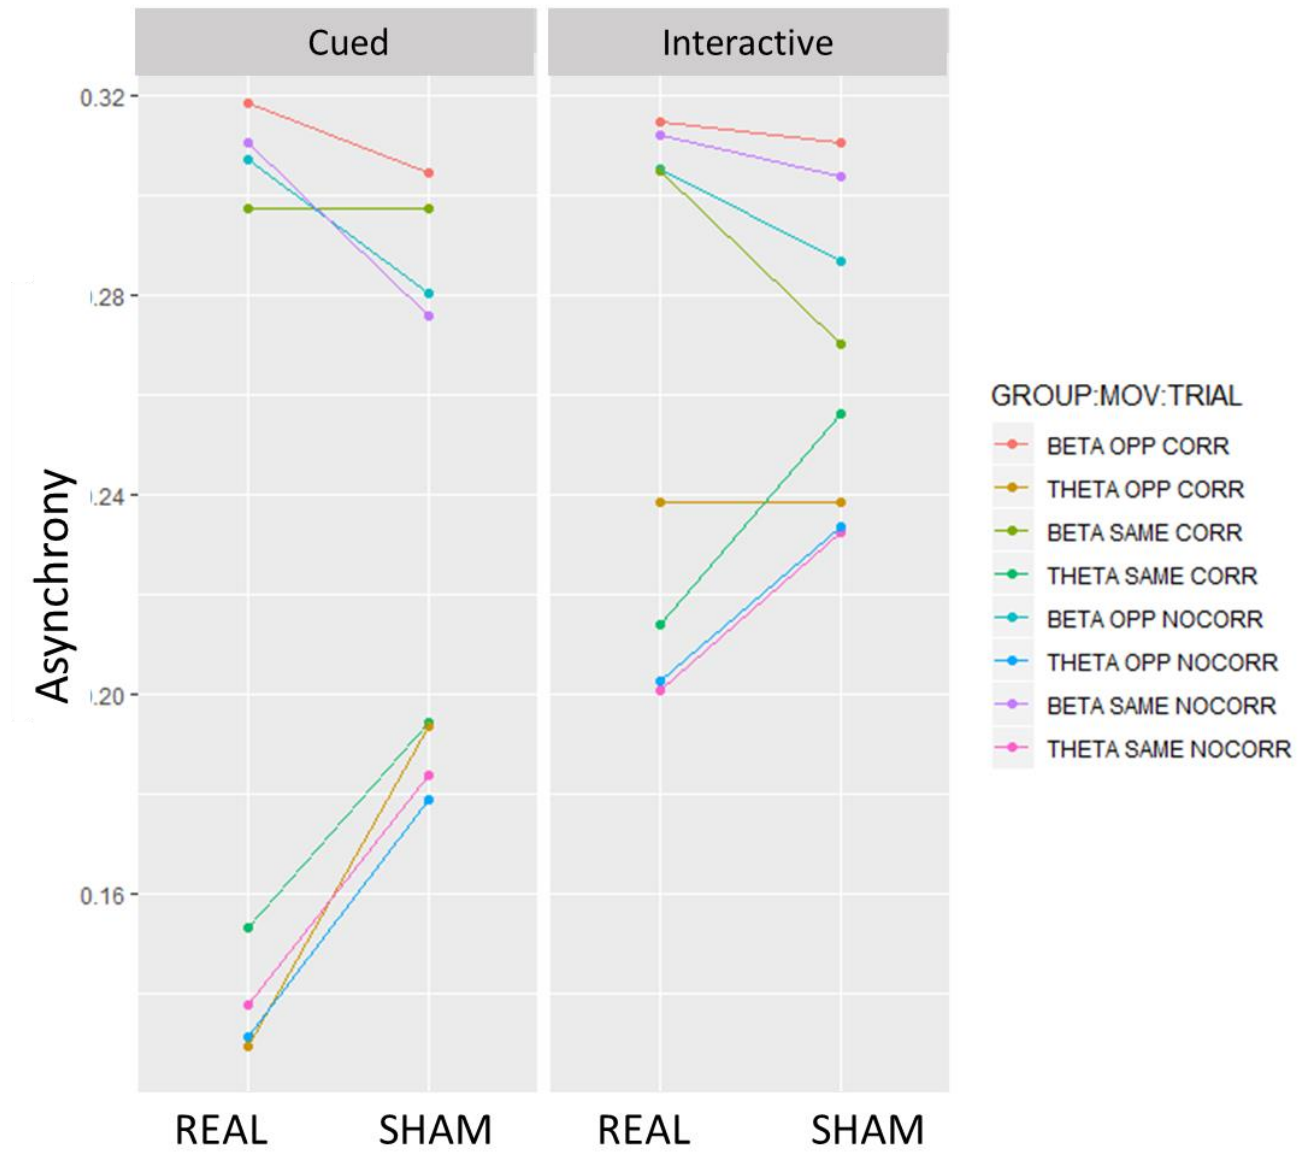 Cued
Interactive
0.32
.28
.24
.20
0.16
Asynchrony
REAL
SHAM
REAL
SHAM
GROUP:MOV:TRIAL
BETA OPP CORR
THETA OPP CORR
BETA SAME CORR
THETA SAME CORR
BETA OPP NOCORR
THETA OPP NOCORR
BETA SAME NOCORR
THETA SAME NOCORR